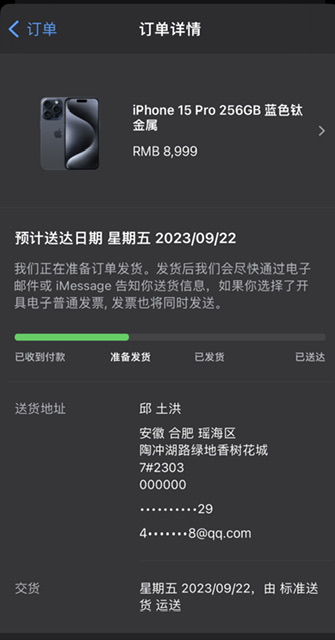 订单
订单详情
iPhone 15 Pro 256GB 蓝色钛
金属
RMB 8,999
预计送达日期 星期五 2023/09/22
我们正在准备订单发货。发货后我们会尽快通过电子
邮件或 iMessage 告知你送货信息，如果你选择了开
具电子普通发票, 发票也将同时发送。
已收到付款
准备发货
已发货
已送达
送货地址
邱 土洪
安徽 合肥 瑶海区
陶冲湖路绿地香树花城
7#2303
000000
••••••••••29
4•••••••8@qq.com
交货
星期五 2023/09/22，由 标准送
货 运送